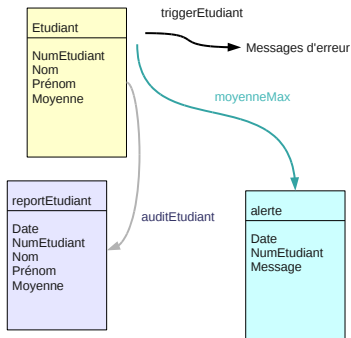 triggerEtudiant
Etudiant
Messages d'erreur
NumEtudiant
Nom
Prénom
Moyenne
moyenneMax
reportEtudiant
auditEtudiant
alerte
Date
NumEtudiant
Nom
Prénom
Moyenne
Date
NumEtudiant
Message